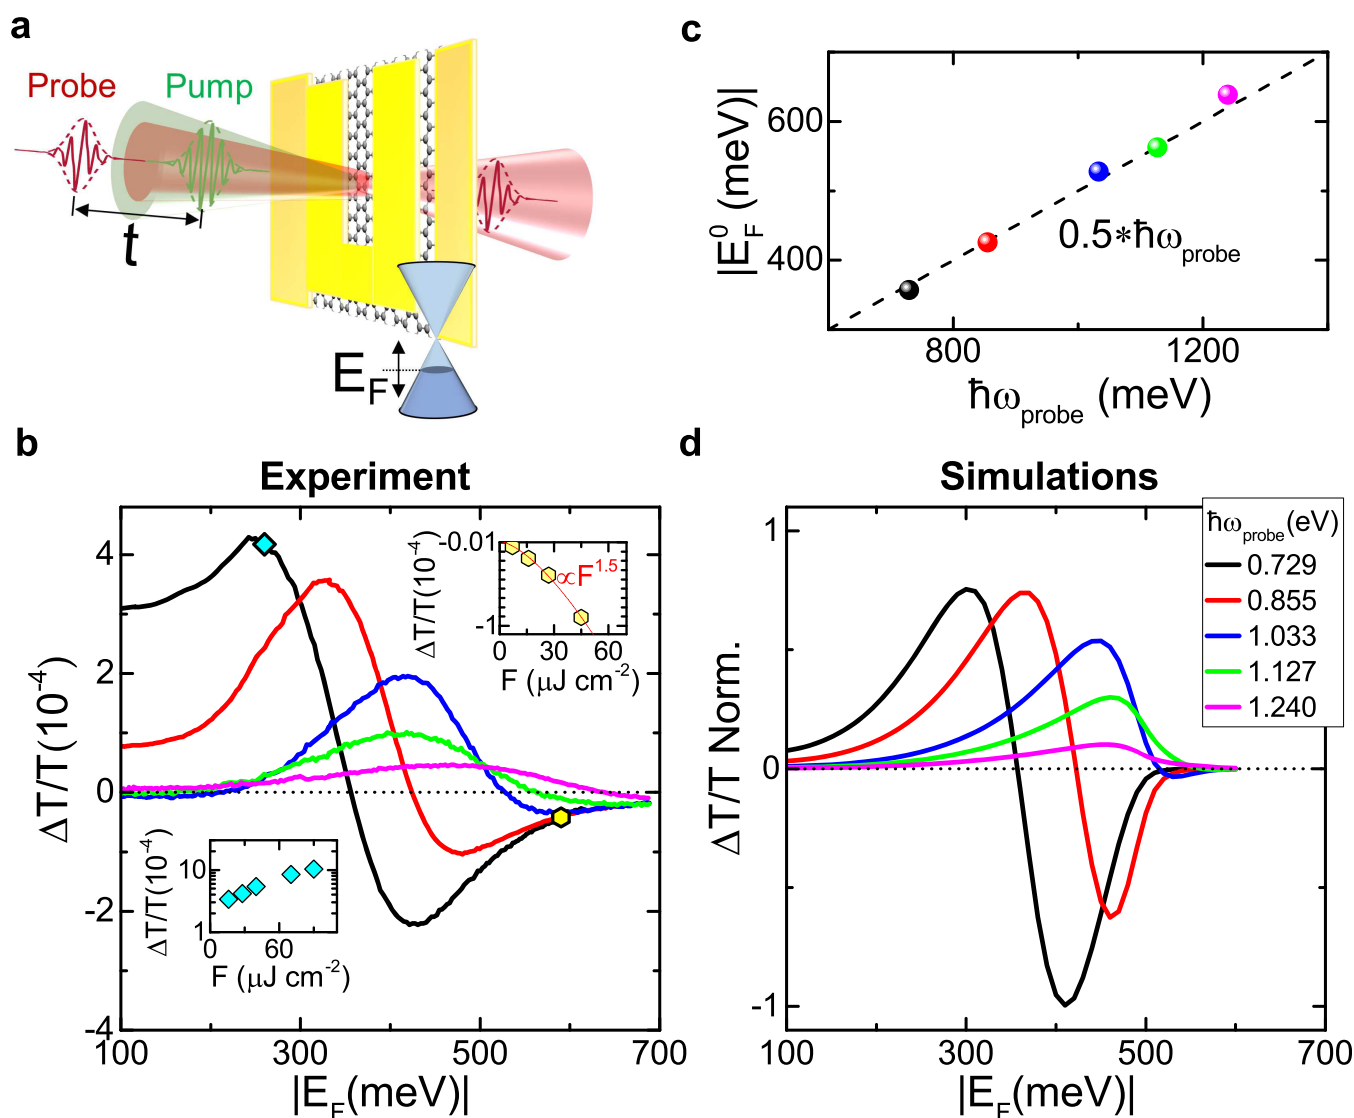 a
Probe
Pump
t
E_F
c
|E_F^0 (meV)|
600
400
0.5*ħω_probe
800
1200
ħω_probe (meV)
b
Experiment
ΔT/T(10^-4)
4
2
0
-2
-4
100
300
500
700
|E_F(meV)|
ΔT/T(10^-4)
-0.01
-1
∝F^1.5
0
30
60
F (μJ cm^-2)
ΔT/T(10^-4)
10
1
0
60
F (μJ cm^-2)
d
Simulations
ΔT/T Norm.
1
0
-1
100
300
500
700
|E_F(meV)|
ħω_probe(eV)
0.729
0.855
1.033
1.127
1.240